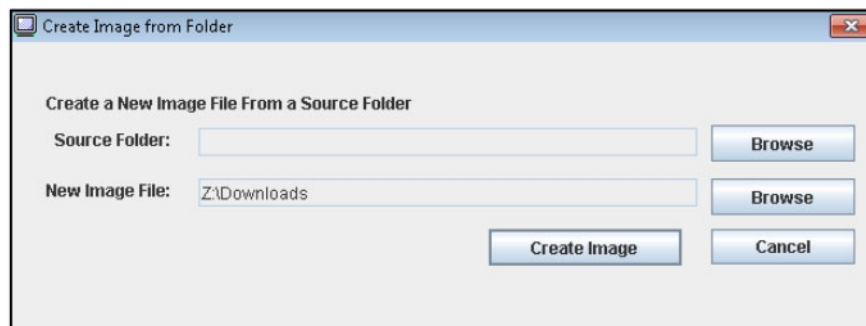 Create Image from Folder
Create a New Image File From a Source Folder
Source Folder: Browse
New Image File: Z:\Downloads Browse
Create Image Cancel